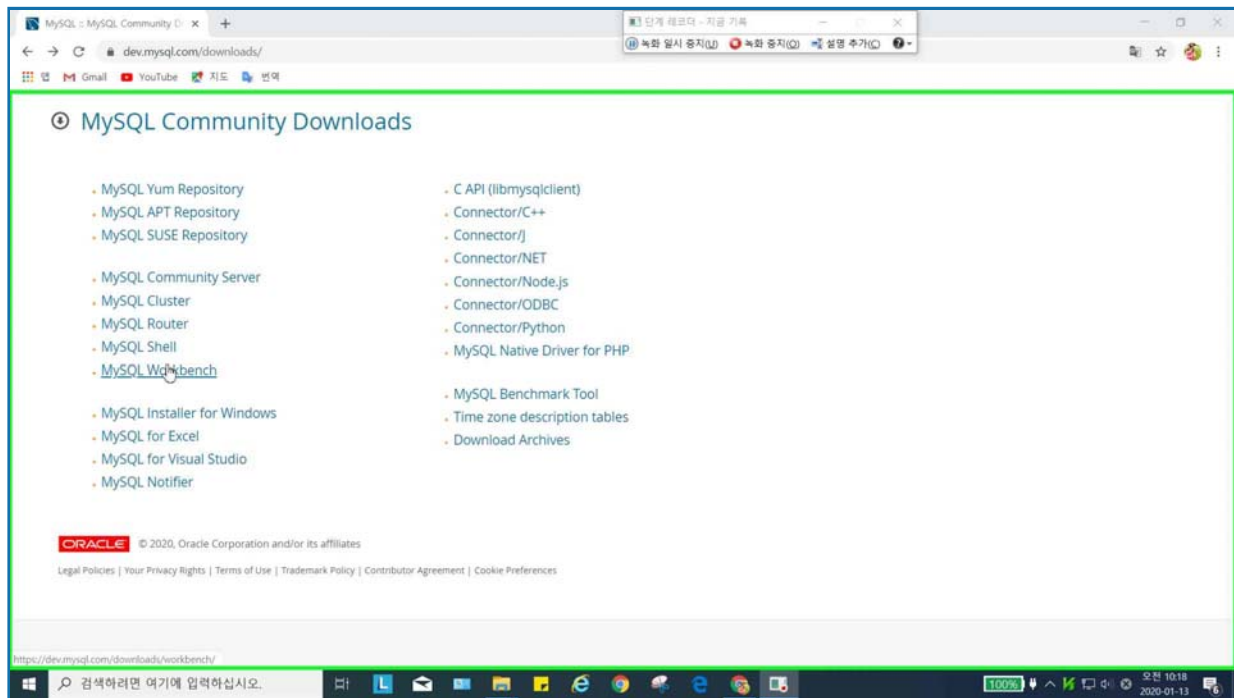 MySQL :: MySQL Community D
단계 레코더 - 지금 기록
dev.mysql.com/downloads/
녹화 일시 중지(U) 녹화 중지(O) 설명 추가(C)
앱 Gmail YouTube 지도 번역
MySQL Community Downloads
MySQL Yum Repository
MySQL APT Repository
MySQL SUSE Repository
MySQL Community Server
MySQL Cluster
MySQL Router
MySQL Shell
MySQL Workbench
MySQL Installer for Windows
MySQL for Excel
MySQL for Visual Studio
MySQL Notifier
C API (libmysqlclient)
Connector/C++
Connector/J
Connector/NET
Connector/Node.js
Connector/ODBC
Connector/Python
MySQL Native Driver for PHP
MySQL Benchmark Tool
Time zone description tables
Download Archives
ORACLE © 2020, Oracle Corporation and/or its affiliates
Legal Policies | Your Privacy Rights | Terms of Use | Trademark Policy | Contributor Agreement | Cookie Preferences
https://dev.mysql.com/downloads/workbench/
검색하려면 여기에 입력하십시오.
L
100%
오전 10:18
2020-01-13
6